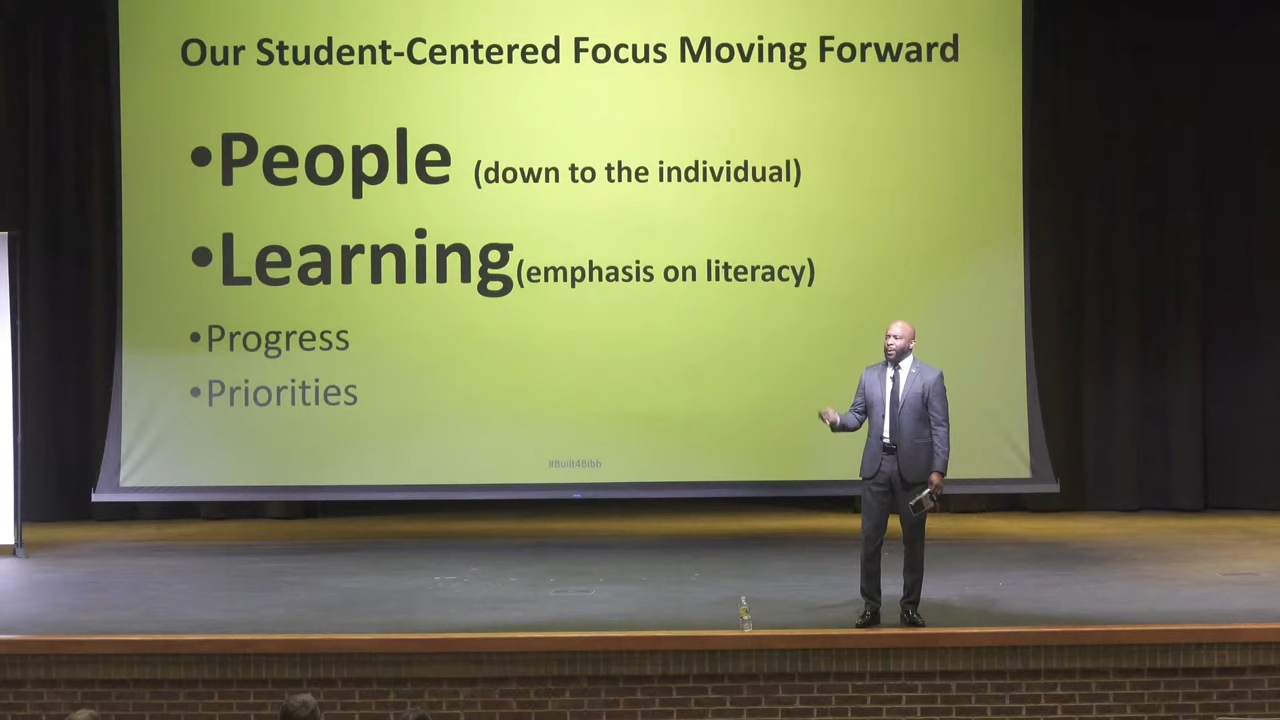 Our Student-Centered Focus Moving Forward
•People (down to the individual)
•Learning(emphasis on literacy)
•Progress
•Priorities
#Built4Bibb